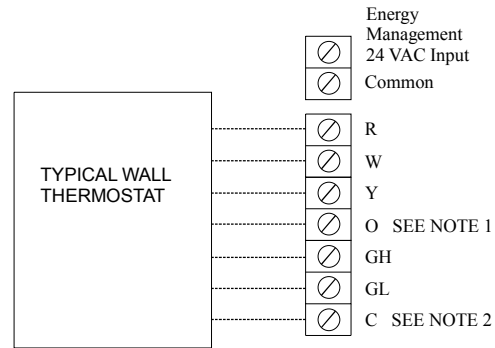 Energy
Management
24 VAC Input
Common
R
W
TYPICAL WALL
THERMOSTAT
Y
O SEE NOTE 1
GH
GL
C SEE NOTE 2